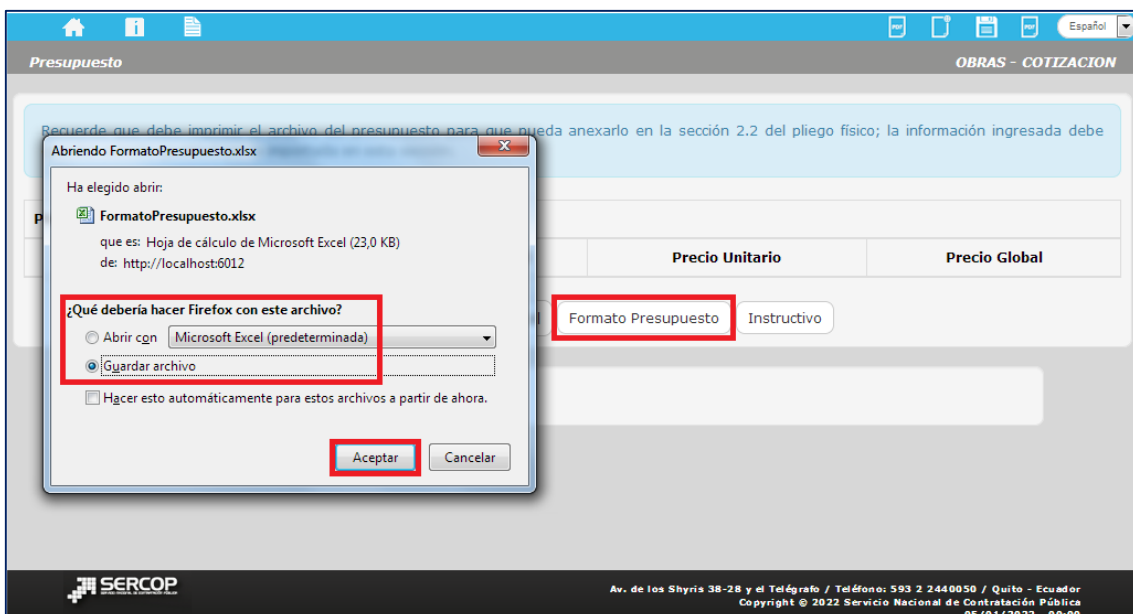 Español
Presupuesto
OBRAS - COTIZACION
Recuerde que debe imprimir el archivo del presupuesto para que pueda anexarlo en la sección 2.2 del pliego físico; la información ingresada debe
Abriendo FormatoPresupuesto.xlsx
Ha elegido abrir:
FormatoPresupuesto.xlsx
que es: Hoja de cálculo de Microsoft Excel (23,0 KB)
de: http://localhost:6012
Precio Unitario
Precio Global
¿Qué debería hacer Firefox con este archivo?
Formato Presupuesto
Instructivo
Abrir con
Microsoft Excel (predeterminada)
Guardar archivo
Hacer esto automáticamente para estos archivos a partir de ahora.
Aceptar
Cancelar
SERCOP
Av. de los Shyris 38-28 y el Telégrafo / Teléfono: 593 2 2440050 / Quito - Ecuador
Copyright © 2022 Servicio Nacional de Contratación Pública
05/01/2022 00:00